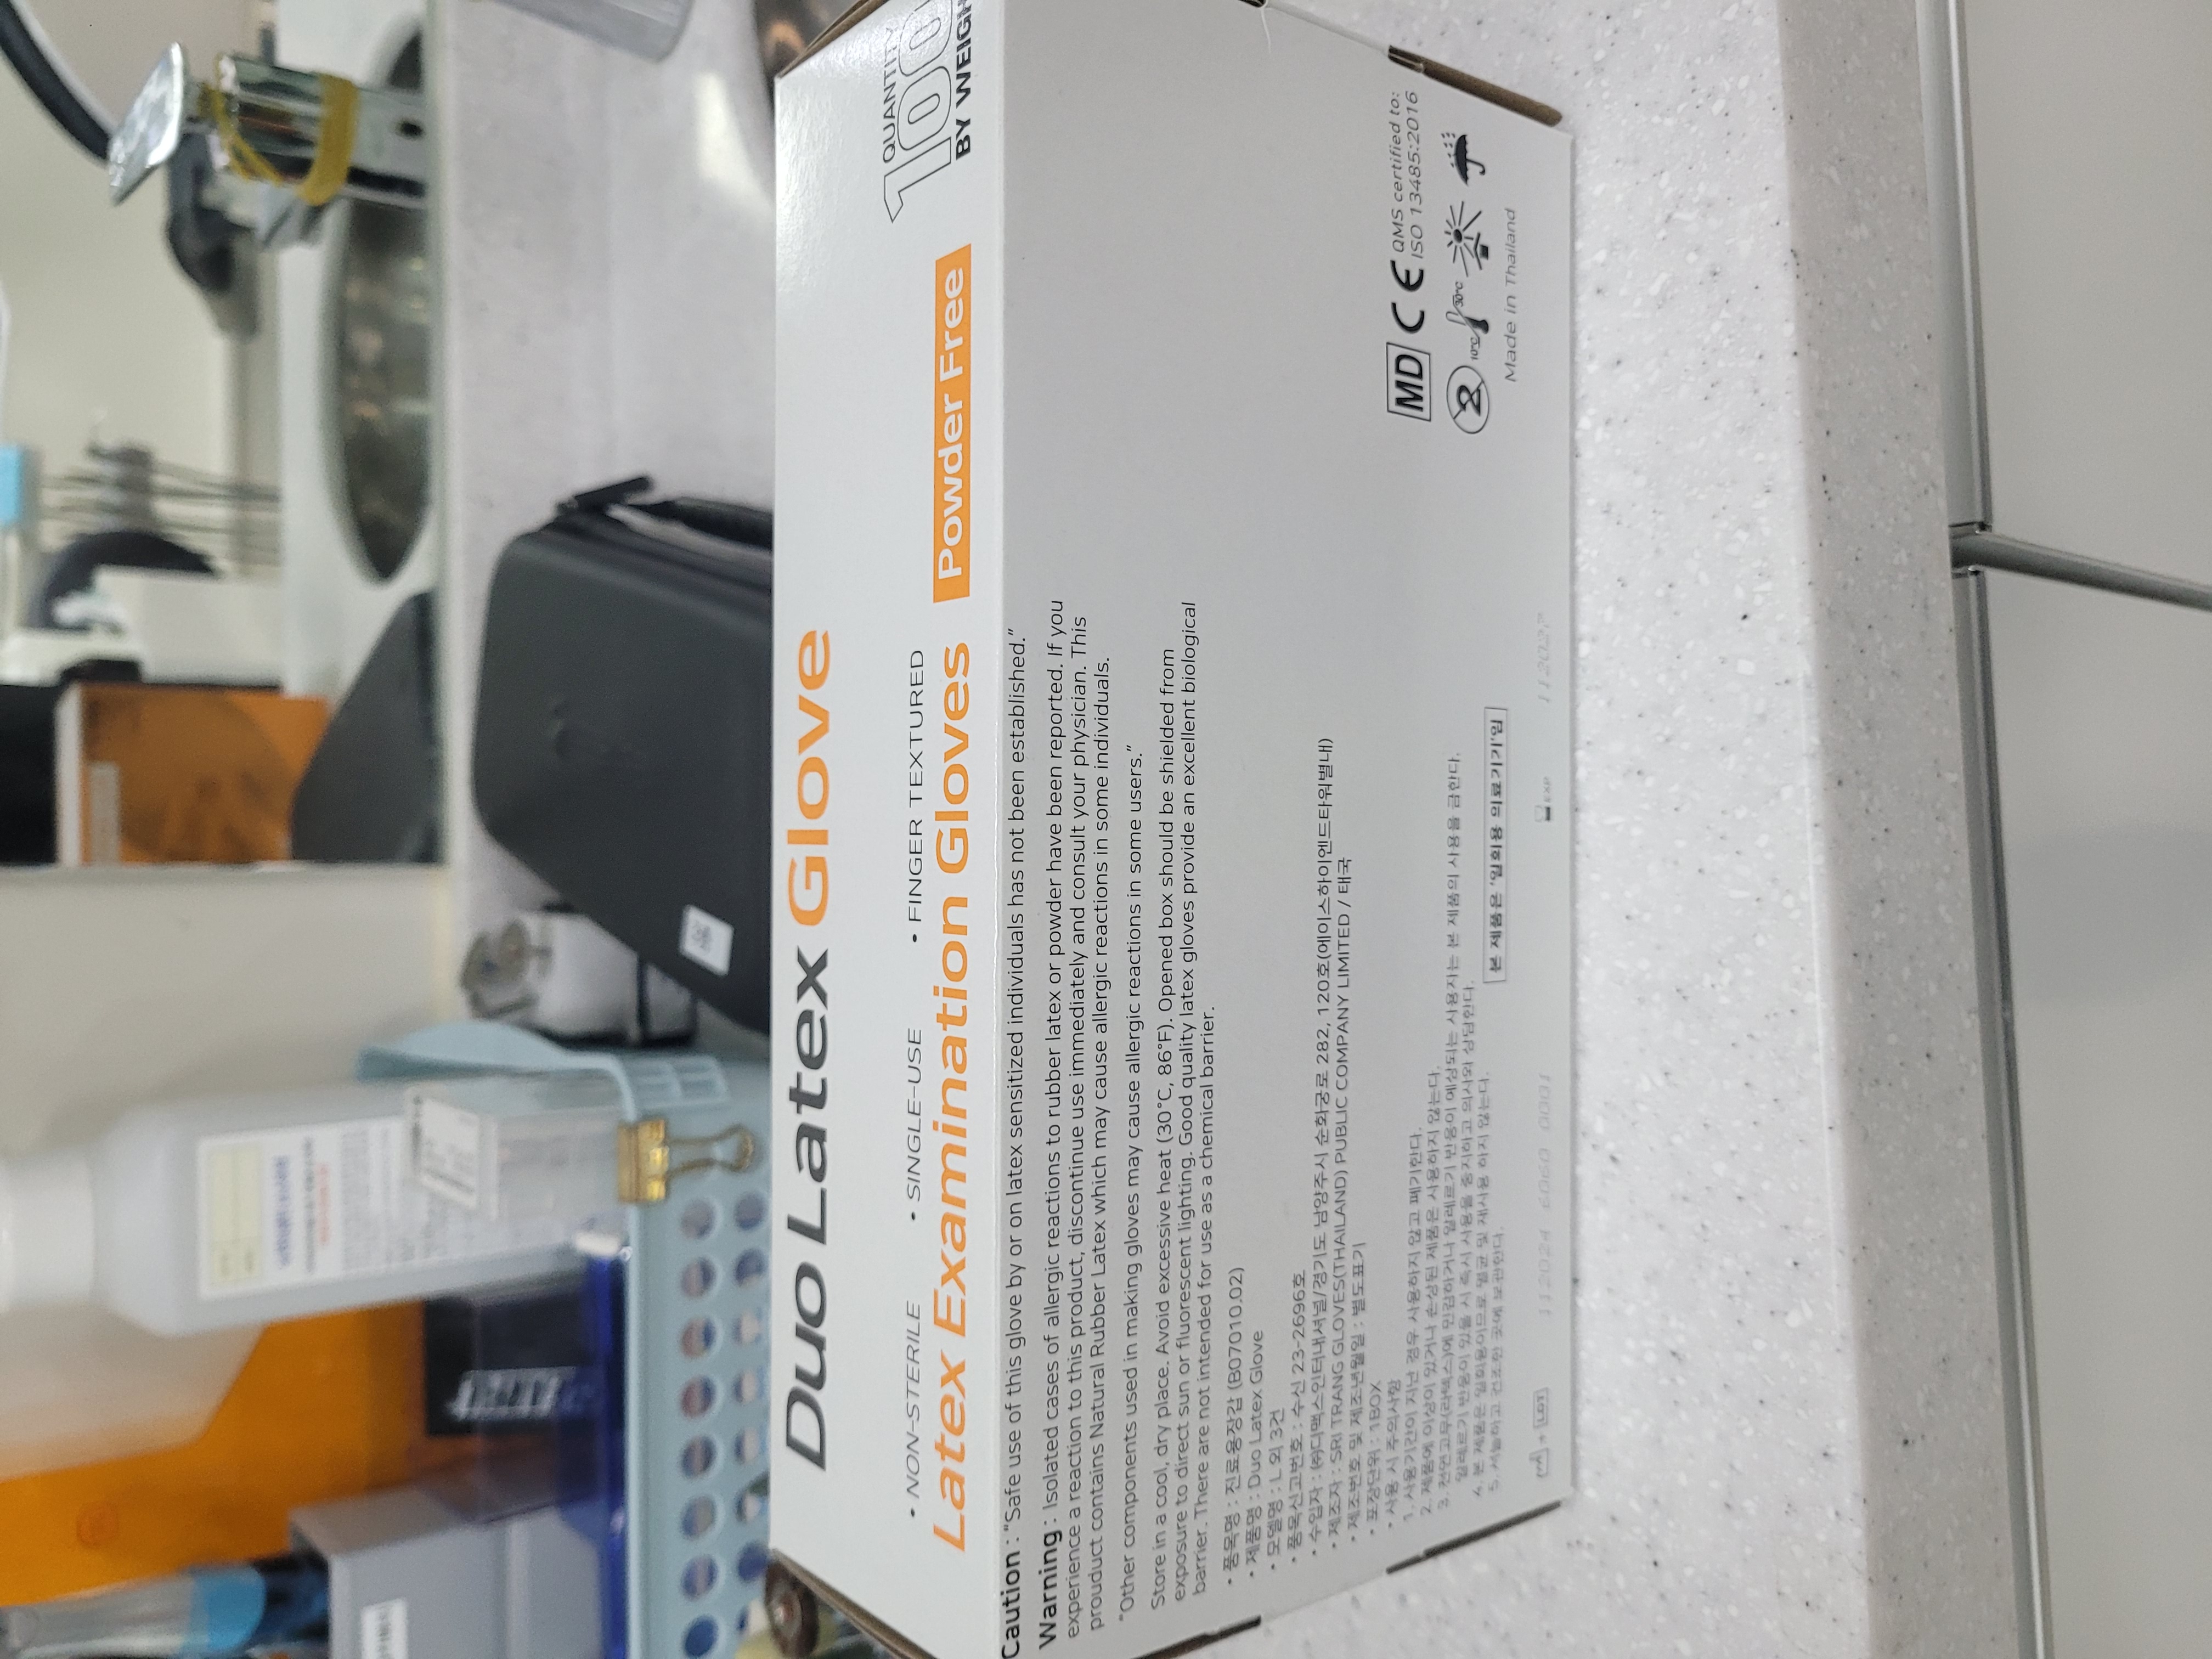 Duo Latex Glove
• NON-STERILE • SINGLE-USE • FINGER TEXTURED
Latex Examination Gloves Powder Free
QUANTITY
100
BY WEIGH
Caution : "Safe use of this glove by or on latex sensitized individuals has not been established."
Warning : Isolated cases of allergic reactions to rubber latex or powder have been reported. If you
experience a reaction to this product, discontinue use immediately and consult your physician. This
prouduct contains Natural Rubber Latex which may cause allergic reactions in some individuals.
"Other components used in making gloves may cause allergic reactions in some users."
Store in a cool, dry place. Avoid excessive heat (30°C, 86°F). Opened box should be shielded from
exposure to direct sun or fluorescent lighting. Good quality latex gloves provide an excellent biological
barrier. There are not intended for use as a chemical barrier.
• 품목명 : 진료용장갑 (B07010.02)
• 제품명 : Duo Latex Glove
• 모델명 : L 외 3건
• 품목신고번호 : 수신 23-2696호
• 수입자 : ㈜디맥스인터내셔널/경기도 남양주시 순화궁로 282, 120호(에이스하이엔드타워별내)
• 제조자 : SRI TRANG GLOVES(THAILAND) PUBLIC COMPANY LIMITED / 태국
• 제조번호 및 제조년월일 : 별도표기
• 포장단위 : 1BOX
• 사용 시 주의사항
1. 사용기간이 지난 경우 사용하지 않고 폐기한다.
2. 제품에 이상이 있거나 손상된 제품은 사용하지 않는다.
3. 천연고무(라텍스)에 민감하거나 알레르기 반응이 예상되는 사용자는 본 제품의 사용을 금한다.
알레르기 반응이 있을 시 즉시 사용을 중지하고 의사와 상담한다.
4. 본 제품은 일회용이므로 멸균 및 재사용 하지 않는다.
5. 서늘하고 건조한 곳에 보관한다.
본 제품은 '일회용 의료기기'임
MD CE QMS certified to:
ISO 13485:2016
2 10°C 30°C
Made in Thailand
+ LOT 112024 6060 0001 EXP 112027